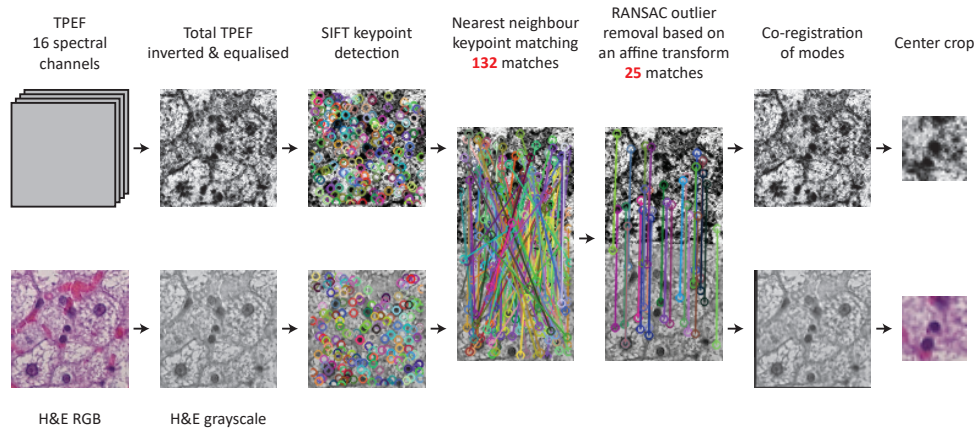 TPEF
16 spectral
channels
Total TPEF
inverted & equalised
SIFT keypoint
detection
Nearest neighbour
keypoint matching
132 matches
RANSAC outlier
removal based on
an affine transform
25 matches
Co-registration
of modes
Center crop
H&E RGB
H&E grayscale